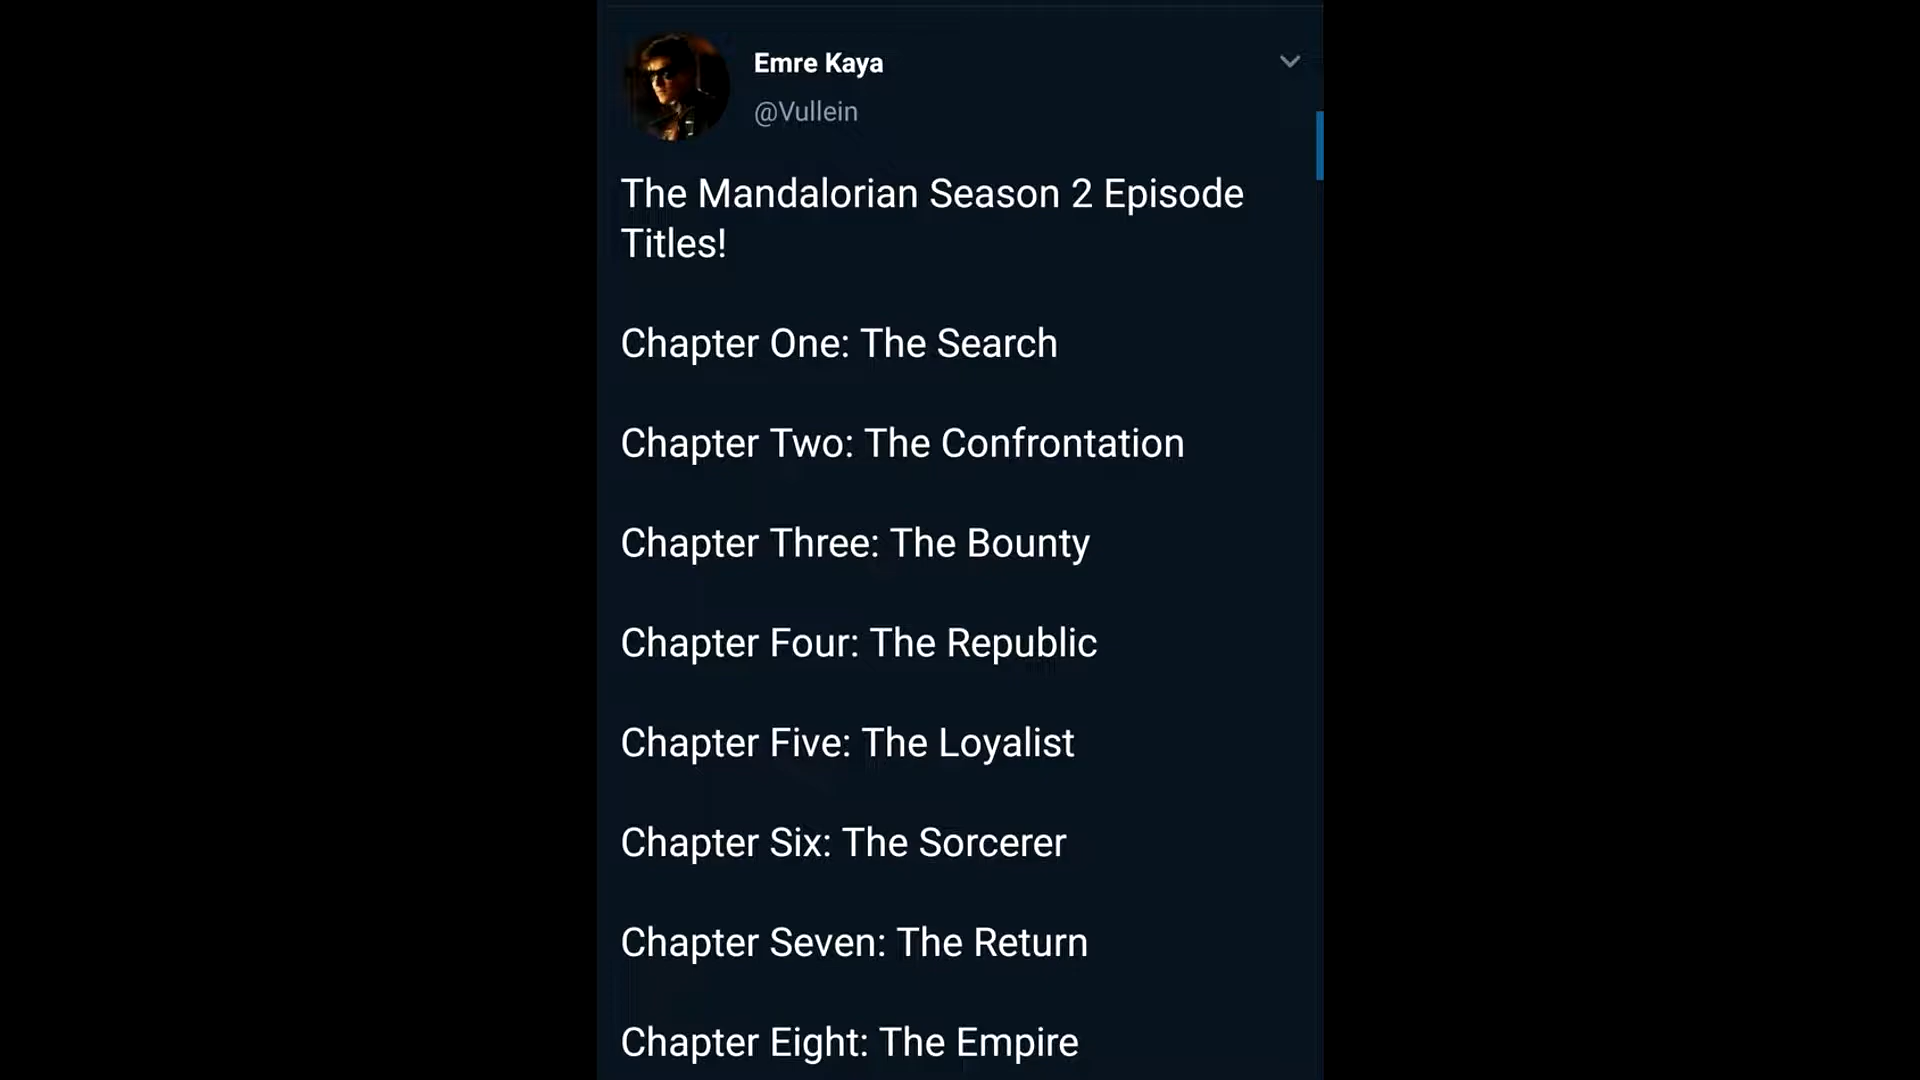 Emre Kaya
@Vullein
The Mandalorian Season 2 Episode
Titles!
Chapter One: The Search
Chapter Two: The Confrontation
Chapter Three: The Bounty
Chapter Four: The Republic
Chapter Five: The Loyalist
Chapter Six: The Sorcerer
Chapter Seven: The Return
Chapter Eight: The Empire